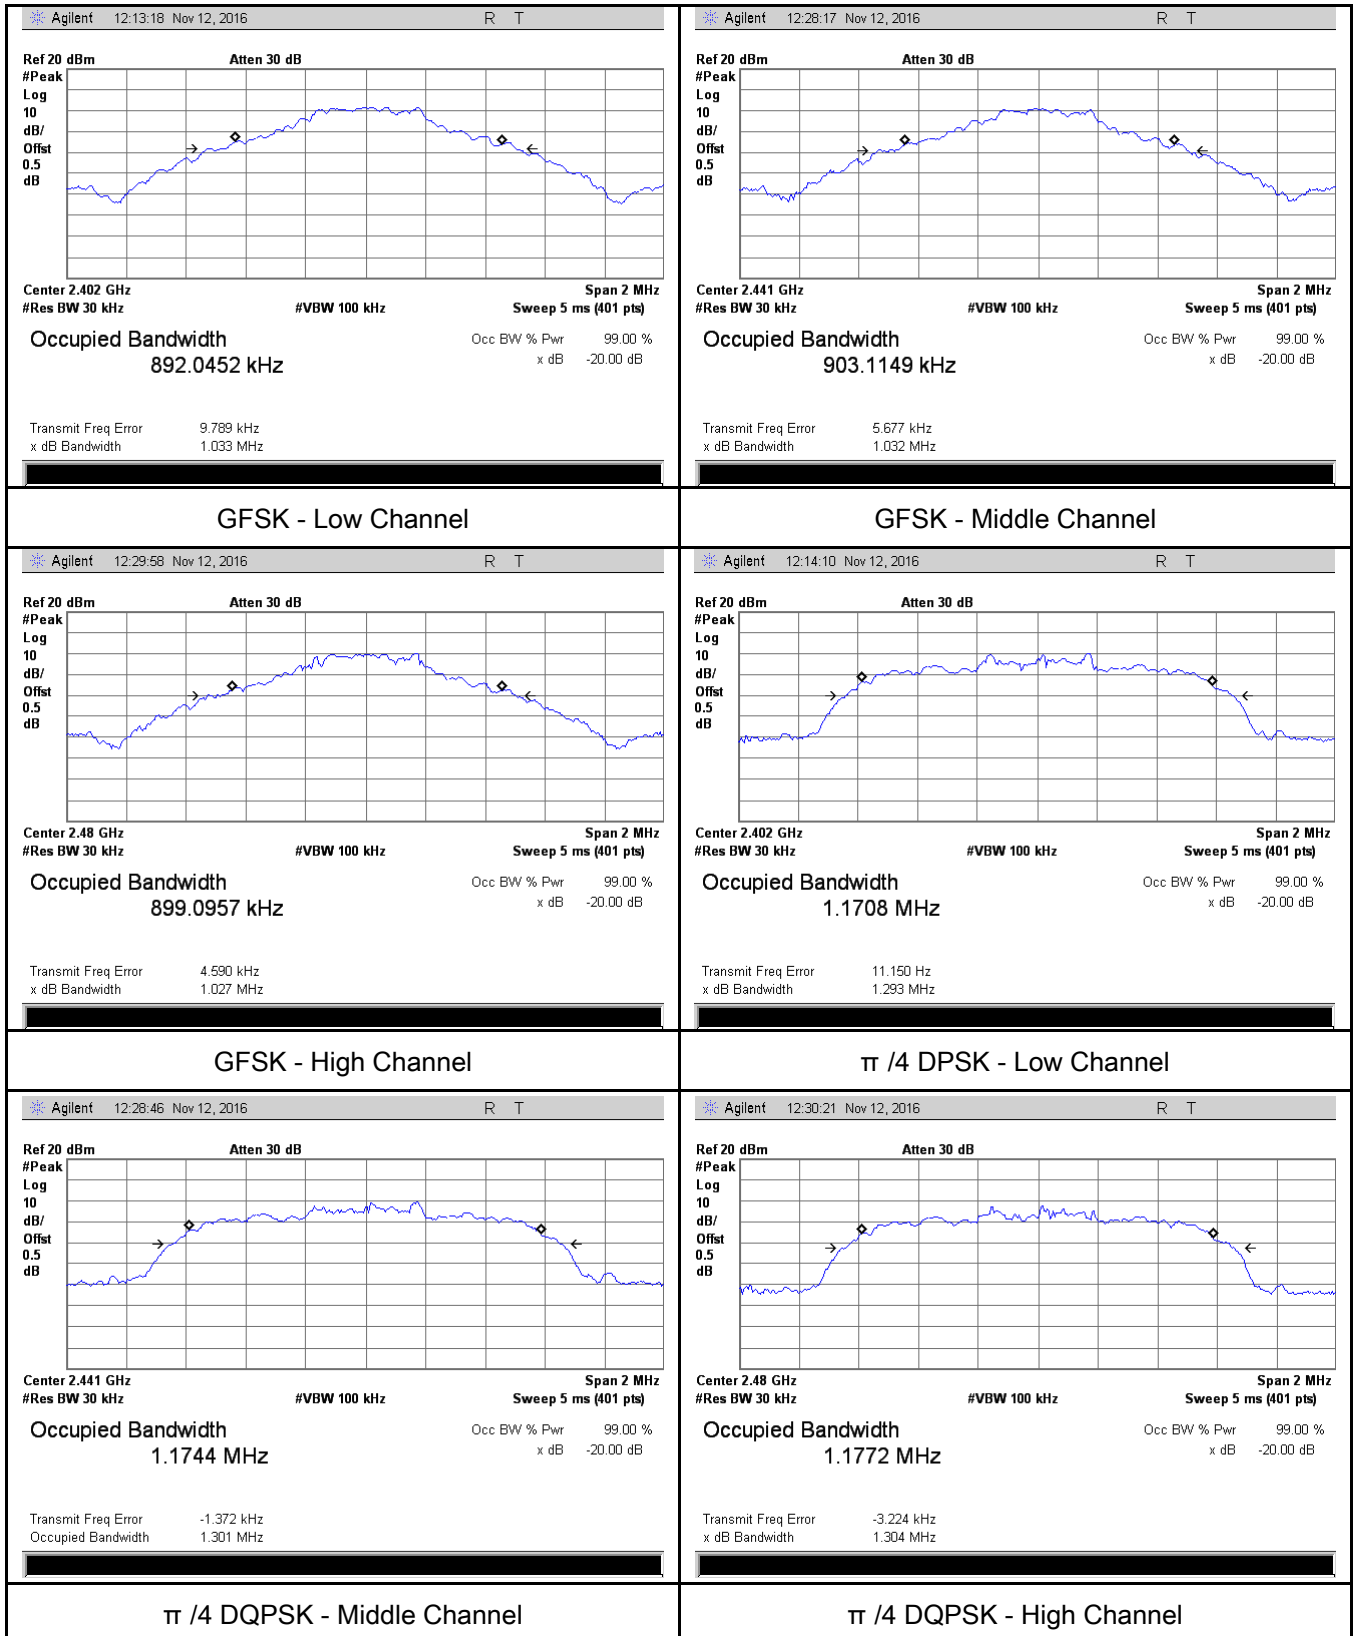 Agilent 12:13:18 Nov 12, 2016 R T
Ref 20 dBm Atten 30 dB
#Peak
Log
10
dB/
Offst
0.5
dB
Center 2.402 GHz Span 2 MHz
#Res BW 30 kHz #VBW 100 kHz Sweep 5 ms (401 pts)
Occupied Bandwidth Occ BW % Pwr 99.00 %
892.0452 kHz x dB -20.00 dB
Transmit Freq Error 9.789 kHz
x dB Bandwidth 1.033 MHz
GFSK - Low Channel
Agilent 12:28:17 Nov 12, 2016 R T
Ref 20 dBm Atten 30 dB
#Peak
Log
10
dB/
Offst
0.5
dB
Center 2.441 GHz Span 2 MHz
#Res BW 30 kHz #VBW 100 kHz Sweep 5 ms (401 pts)
Occupied Bandwidth Occ BW % Pwr 99.00 %
903.1149 kHz x dB -20.00 dB
Transmit Freq Error 5.677 kHz
x dB Bandwidth 1.032 MHz
GFSK - Middle Channel
Agilent 12:29:58 Nov 12, 2016 R T
Ref 20 dBm Atten 30 dB
#Peak
Log
10
dB/
Offst
0.5
dB
Center 2.48 GHz Span 2 MHz
#Res BW 30 kHz #VBW 100 kHz Sweep 5 ms (401 pts)
Occupied Bandwidth Occ BW % Pwr 99.00 %
899.0957 kHz x dB -20.00 dB
Transmit Freq Error 4.590 kHz
x dB Bandwidth 1.027 MHz
GFSK - High Channel
Agilent 12:14:10 Nov 12, 2016 R T
Ref 20 dBm Atten 30 dB
#Peak
Log
10
dB/
Offst
0.5
dB
Center 2.402 GHz Span 2 MHz
#Res BW 30 kHz #VBW 100 kHz Sweep 5 ms (401 pts)
Occupied Bandwidth Occ BW % Pwr 99.00 %
1.1708 MHz x dB -20.00 dB
Transmit Freq Error 11.150 Hz
x dB Bandwidth 1.293 MHz
π /4 DPSK - Low Channel
Agilent 12:28:46 Nov 12, 2016 R T
Ref 20 dBm Atten 30 dB
#Peak
Log
10
dB/
Offst
0.5
dB
Center 2.441 GHz Span 2 MHz
#Res BW 30 kHz #VBW 100 kHz Sweep 5 ms (401 pts)
Occupied Bandwidth Occ BW % Pwr 99.00 %
1.1744 MHz x dB -20.00 dB
Transmit Freq Error -1.372 kHz
Occupied Bandwidth 1.301 MHz
π /4 DQPSK - Middle Channel
Agilent 12:30:21 Nov 12, 2016 R T
Ref 20 dBm Atten 30 dB
#Peak
Log
10
dB/
Offst
0.5
dB
Center 2.48 GHz Span 2 MHz
#Res BW 30 kHz #VBW 100 kHz Sweep 5 ms (401 pts)
Occupied Bandwidth Occ BW % Pwr 99.00 %
1.1772 MHz x dB -20.00 dB
Transmit Freq Error -3.224 kHz
x dB Bandwidth 1.304 MHz
π /4 DQPSK - High Channel